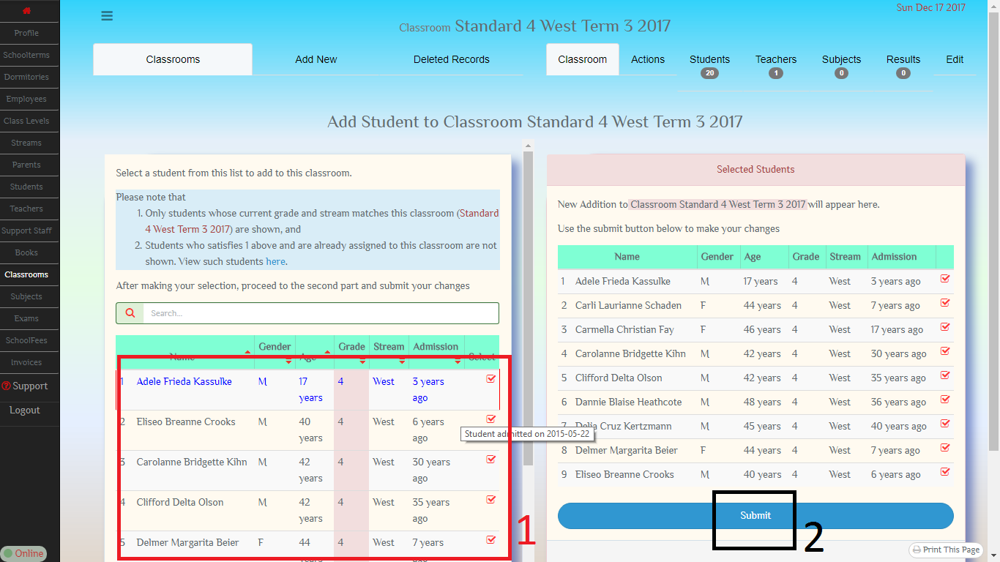 Sun Dec 17 2017
Classroom Standard 4 West Term 3 2017
Profile
Schoolterms
Dormitories
Employees
Class Levels
Streams
Parents
Students
Teachers
Support Staff
Books
Classrooms
Subjects
Exams
SchoolFees
Invoices
Support
Logout
Online
Classrooms Add New Deleted Records
Classroom Actions Students 20 Teachers 1 Subjects 0 Results 0 Edit
Add Student to Classroom Standard 4 West Term 3 2017
Select a student from this list to add to this classroom.
Please note that
1. Only students whose current grade and stream matches this classroom (Standard
4 West Term 3 2017) are shown, and
2. Students who satisfies 1 above and are already assigned to this classroom are not
shown. View such students here.
After making your selection, proceed to the second part and submit your changes
Search...
Name Gender Age Grade Stream Admission Select
1 Adele Frieda Kassulke M 17 4 West 3 years
years ago
2 Eliseo Breanne Crooks M 40 4 West 6 years
years ago
Student admitted on 2015-05-22
3 Carolanne Bridgette Kihn M 42 4 West 30 years
years ago
4 Clifford Delta Olson M 42 4 West 35 years
years ago
5 Delmer Margarita Beier F 44 4 West 7 years
1
Selected Students
New Addition to Classroom Standard 4 West Term 3 2017 will appear here.
Use the submit button below to make your changes
Name Gender Age Grade Stream Admission
1 Adele Frieda Kassulke M 17 years 4 West 3 years ago
2 Carli Laurianne Schaden F 44 years 4 West 7 years ago
3 Carmella Christian Fay F 46 years 4 West 17 years ago
4 Carolanne Bridgette Kihn M 42 years 4 West 30 years ago
5 Clifford Delta Olson M 42 years 4 West 35 years ago
6 Dannie Blaise Heathcote M 48 years 4 West 36 years ago
7 Delia Cruz Kertzmann M 45 years 4 West 40 years ago
8 Delmer Margarita Beier F 44 years 4 West 7 years ago
9 Eliseo Breanne Crooks M 40 years 4 West 6 years ago
Submit
2
Print This Page